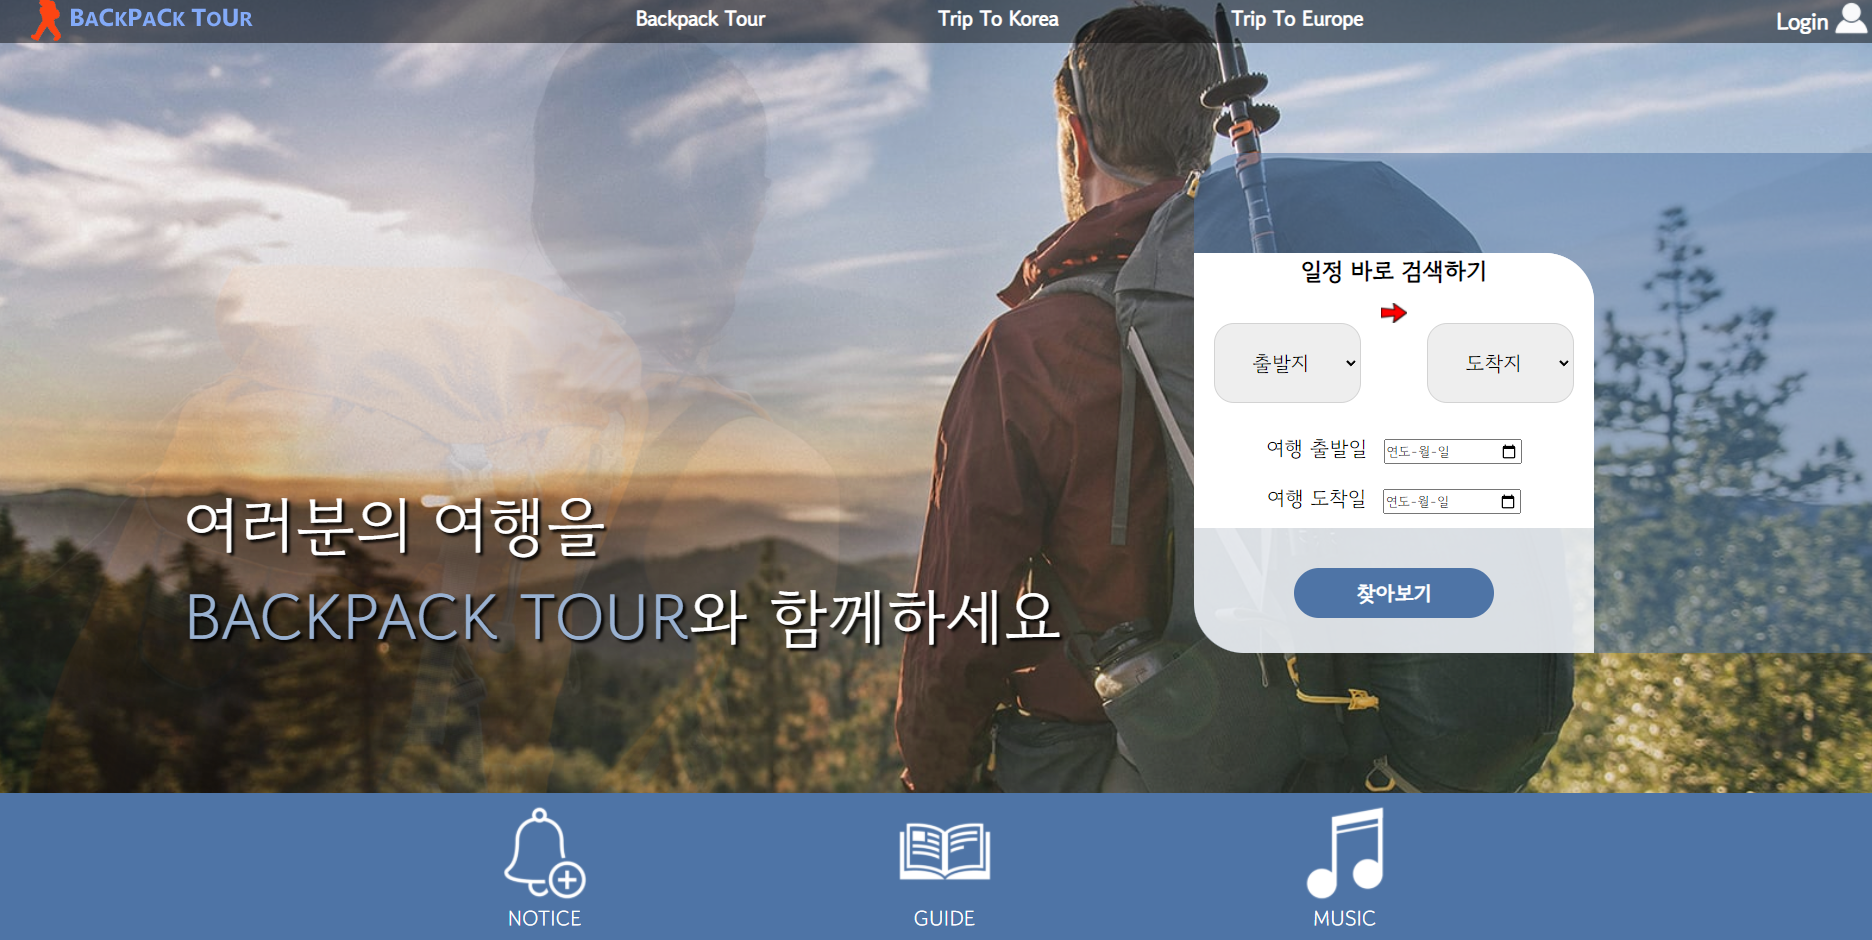 BACKPACK TOUR
Backpack Tour
Trip To Korea
Trip To Europe
Login
일정 바로 검색하기
출발지
도착지
여행 출발일 연도-월-일
여행 도착일 연도-월-일
찾아보기
여러분의 여행을
BACKPACK TOUR와 함께하세요
NOTICE
GUIDE
MUSIC